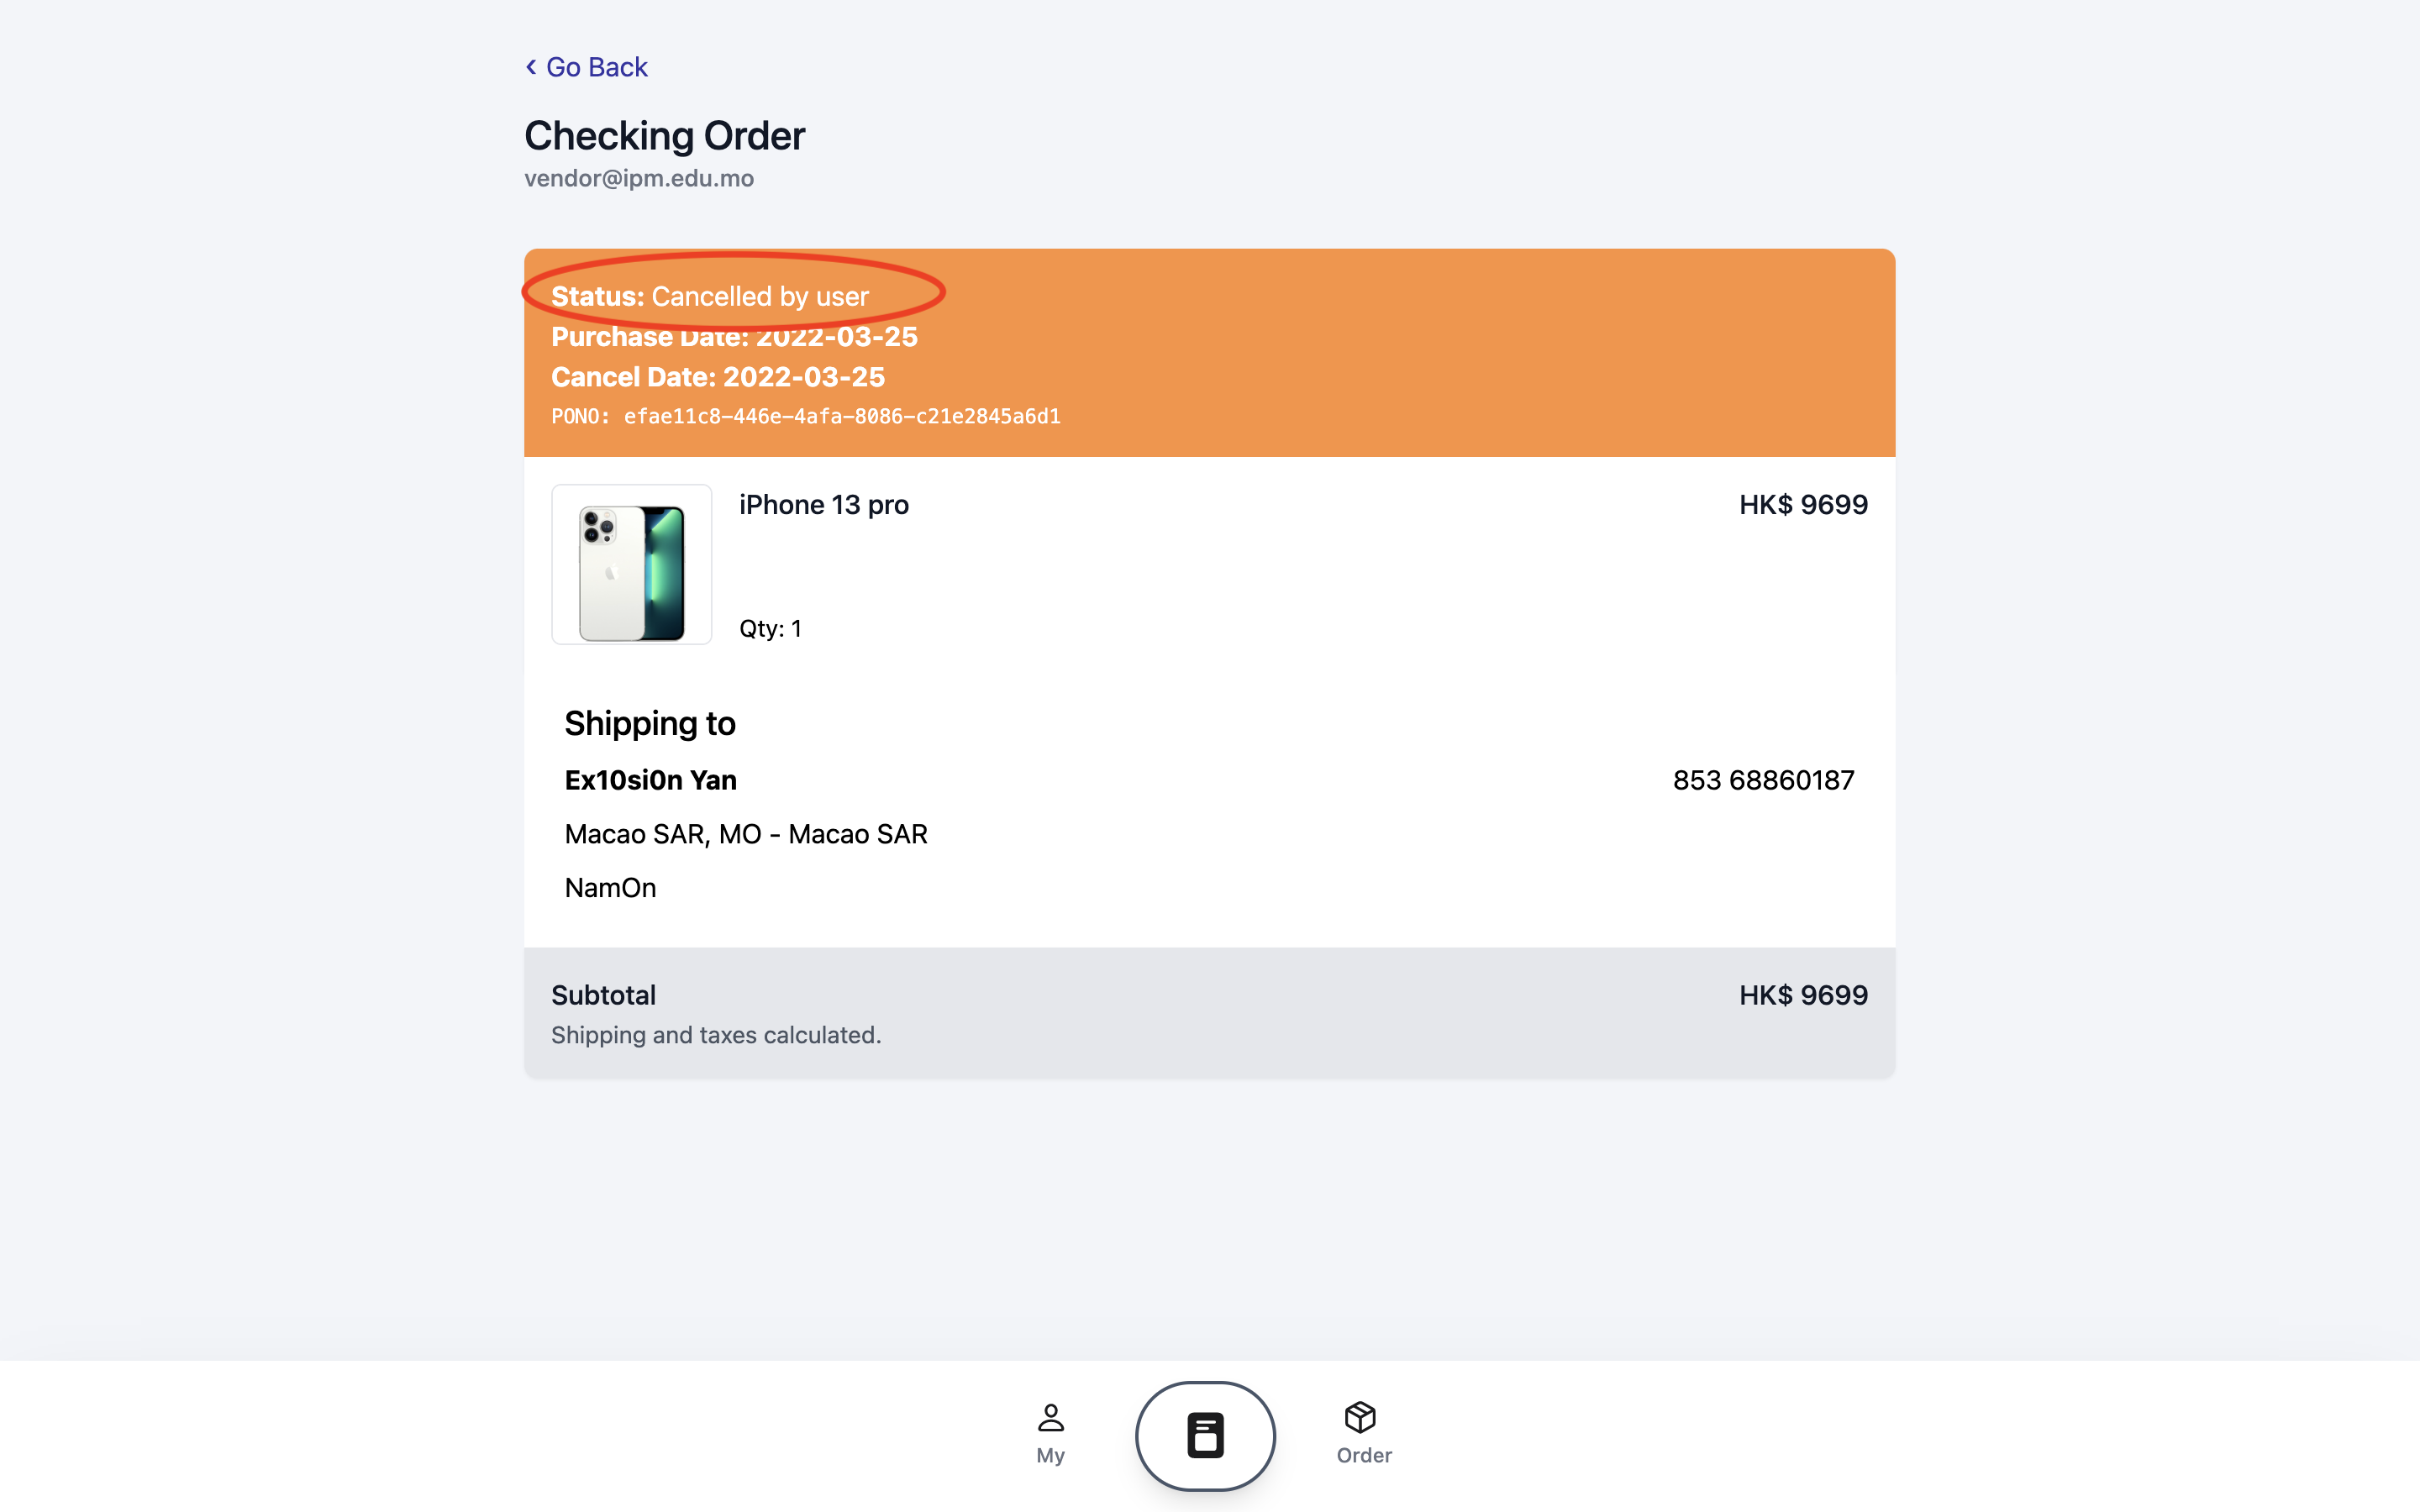 Go Back
Checking Order
vendor@ipm.edu.mo
Status: Cancelled by user
Purchase Date: 2022-03-25
Cancel Date: 2022-03-25
PONO: efae11c8-446e-4afa-8086-c21e2845a6d1
iPhone 13 pro HK$ 9699
Qty: 1
Shipping to
Ex10si0n Yan 853 68860187
Macao SAR, MO - Macao SAR
NamOn
Subtotal HK$ 9699
Shipping and taxes calculated.
My Order